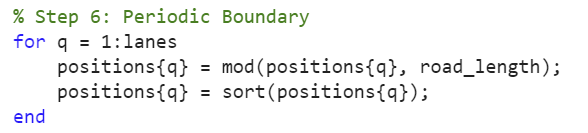 % Step 6: Periodic Boundary
for q = 1:lanes
    positions{q} = mod(positions{q}, road_length);
    positions{q} = sort(positions{q});
end